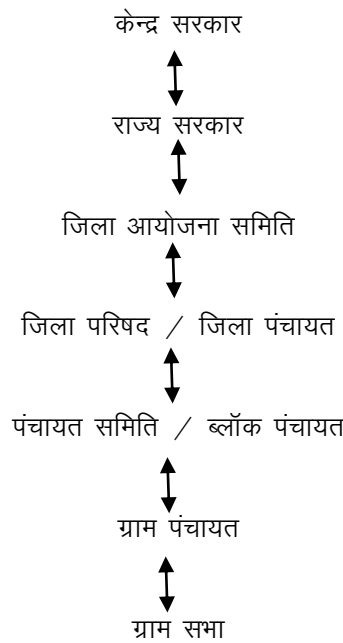 केन्द्र सरकार
राज्य सरकार
जिला आयोजना समिति
जिला परिषद / जिला पंचायत
पंचायत समिति / ब्लॉक पंचायत
ग्राम पंचायत
ग्राम सभा